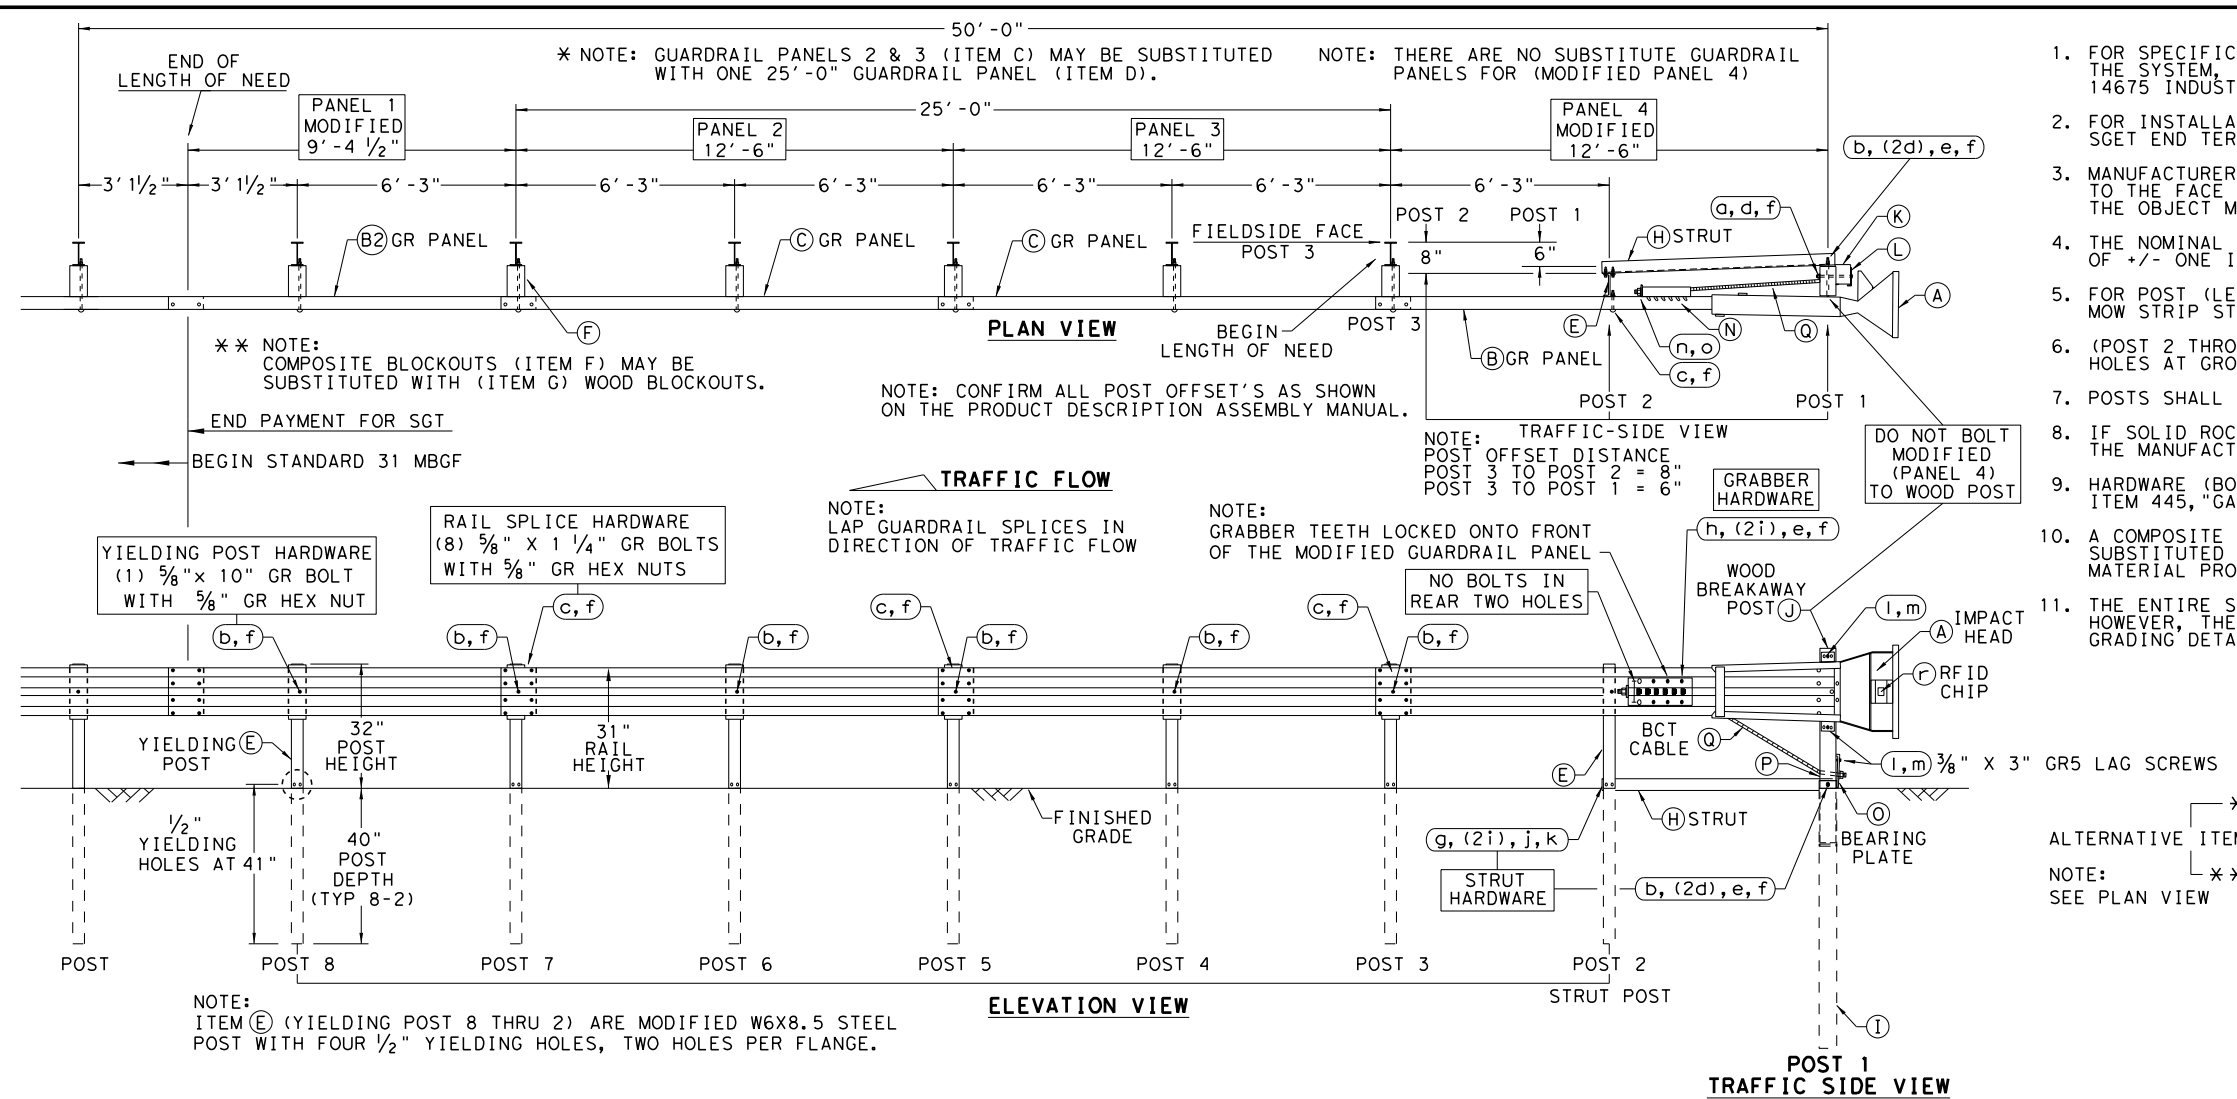 50'-0"
* NOTE: GUARDRAIL PANELS 2 & 3 (ITEM C) MAY BE SUBSTITUTED
WITH ONE 25'-0" GUARDRAIL PANEL (ITEM D).
NOTE: THERE ARE NO SUBSTITUTE GUARDRAIL
PANELS FOR (MODIFIED PANEL 4)
END OF
LENGTH OF NEED
PANEL 1
MODIFIED
9'-4 1/2"
25'-0"
PANEL 2
12'-6"
PANEL 3
12'-6"
PANEL 4
MODIFIED
12'-6"
b, (2d), e, f
3' 1/2"
3' 1/2"
6'-3"
6'-3"
6'-3"
6'-3"
6'-3"
6'-3"
POST 2
POST 1
a, d, f
K
B2 GR PANEL
C GR PANEL
C GR PANEL
FIELDSIDE FACE
POST 3
8"
6"
H STRUT
L
A
F
PLAN VIEW
BEGIN
LENGTH OF NEED
POST 3
E
N
Q
n, o
B GR PANEL
c, f
** NOTE:
COMPOSITE BLOCKOUTS (ITEM F) MAY BE
SUBSTITUTED WITH (ITEM G) WOOD BLOCKOUTS.
NOTE: CONFIRM ALL POST OFFSET'S AS SHOWN
ON THE PRODUCT DESCRIPTION ASSEMBLY MANUAL.
POST 2
POST 1
END PAYMENT FOR SGT
BEGIN STANDARD 31 MBGF
TRAFFIC-SIDE VIEW
NOTE:
POST OFFSET DISTANCE
POST 3 TO POST 2 = 8"
POST 3 TO POST 1 = 6"
DO NOT BOLT
MODIFIED
(PANEL 4)
TO WOOD POST
TRAFFIC FLOW
NOTE:
LAP GUARDRAIL SPLICES IN
DIRECTION OF TRAFFIC FLOW
NOTE:
GRABBER TEETH LOCKED ONTO FRONT
OF THE MODIFIED GUARDRAIL PANEL
GRABBER
HARDWARE
h, (2i), e, f
YIELDING POST HARDWARE
(1) 5/8"x 10" GR BOLT
WITH 5/8" GR HEX NUT
RAIL SPLICE HARDWARE
(8) 5/8" X 1 1/4" GR BOLTS
WITH 5/8" GR HEX NUTS
NO BOLTS IN
REAR TWO HOLES
WOOD
BREAKAWAY
POST J
c, f
c, f
c, f
l, m
b, f
b, f
b, f
b, f
b, f
b, f
A IMPACT
HEAD
r RFID
CHIP
YIELDING E
POST
32"
POST
HEIGHT
31"
RAIL
HEIGHT
BCT
CABLE
Q
E
P
l, m 3/8" X 3" GR5 LAG SCREWS
1/2"
YIELDING
HOLES AT 41"
40"
POST
DEPTH
(TYP 8-2)
FINISHED
GRADE
H STRUT
O
BEARING
PLATE
g, (2i), j, k
STRUT
HARDWARE
b, (2d), e, f
POST
POST 8
POST 7
POST 6
POST 5
POST 4
POST 3
POST 2
STRUT POST
NOTE:
ITEM E (YIELDING POST 8 THRU 2) ARE MODIFIED W6X8.5 STEEL
POST WITH FOUR 1/2" YIELDING HOLES, TWO HOLES PER FLANGE.
ELEVATION VIEW
I
POST 1
TRAFFIC SIDE VIEW
1. FOR SPECIFIC
THE SYSTEM,
14675 INDUST
2. FOR INSTALLA
SGET END TER
3. MANUFACTURER
TO THE FACE
THE OBJECT M
4. THE NOMINAL
OF +/- ONE I
5. FOR POST (LE
MOW STRIP ST
6. (POST 2 THRO
HOLES AT GRO
7. POSTS SHALL
8. IF SOLID ROC
THE MANUFACT
9. HARDWARE (BO
ITEM 445, "GA
10. A COMPOSITE
SUBSTITUTED
MATERIAL PRO
11. THE ENTIRE S
HOWEVER, THE
GRADING DETA
*
ALTERNATIVE ITEM
NOTE: **
SEE PLAN VIEW